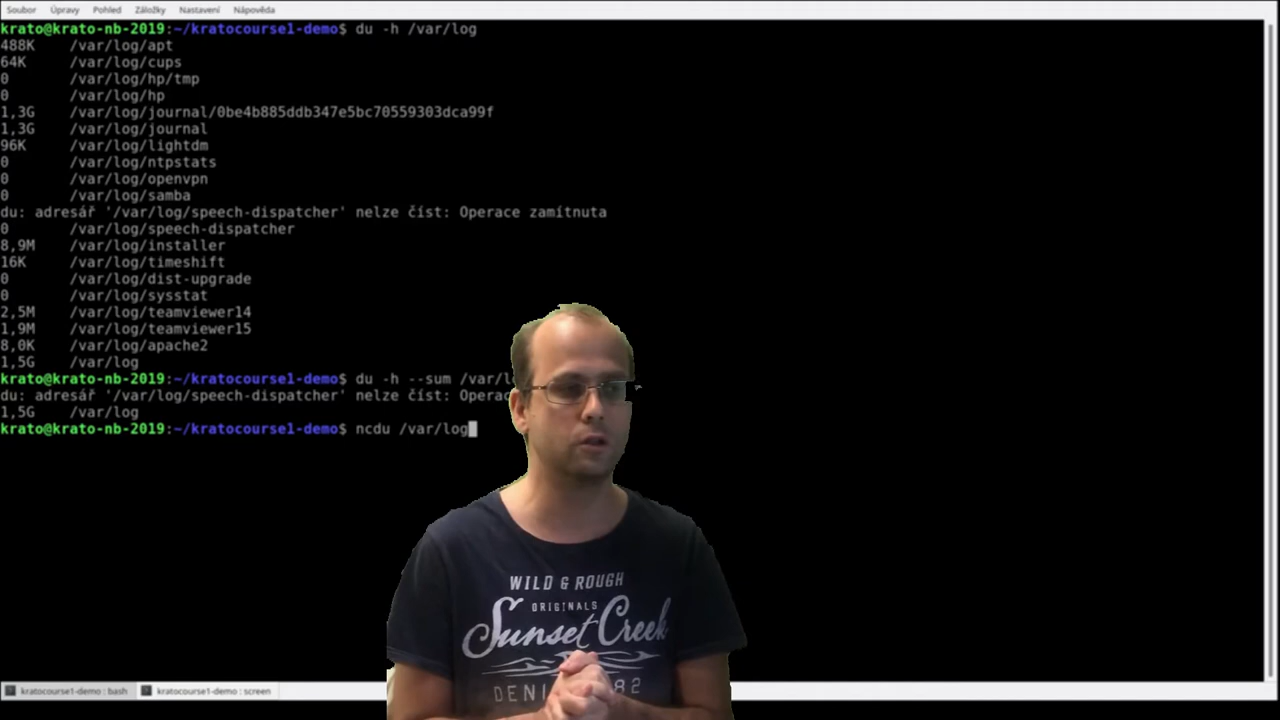 Soubor Úpravy Pohled Záložky Nastavení Nápověda
krato@krato-nb-2019:~/kratocourse1-demo$ du -h /var/log
488K /var/log/apt
64K /var/log/cups
0 /var/log/hp/tmp
0 /var/log/hp
1,3G /var/log/journal/0be4b885ddb347e5bc70559303dca99f
1,3G /var/log/journal
96K /var/log/lightdm
0 /var/log/ntpstats
0 /var/log/openvpn
0 /var/log/samba
du: adresář '/var/log/speech-dispatcher' nelze číst: Operace zamítnuta
0 /var/log/speech-dispatcher
8,9M /var/log/installer
16K /var/log/timeshift
0 /var/log/dist-upgrade
0 /var/log/sysstat
2,5M /var/log/teamviewer14
1,9M /var/log/teamviewer15
8,0K /var/log/apache2
1,5G /var/log
krato@krato-nb-2019:~/kratocourse1-demo$ du -h --sum /var/l
du: adresář '/var/log/speech-dispatcher' nelze číst: Operac
1,5G /var/log
krato@krato-nb-2019:~/kratocourse1-demo$ ncdu /var/log
WILD & ROUGH
ORIGINALS
Sunset Creek
DENI 82
kratocourse1-demo : bash kratocourse1-demo : screen